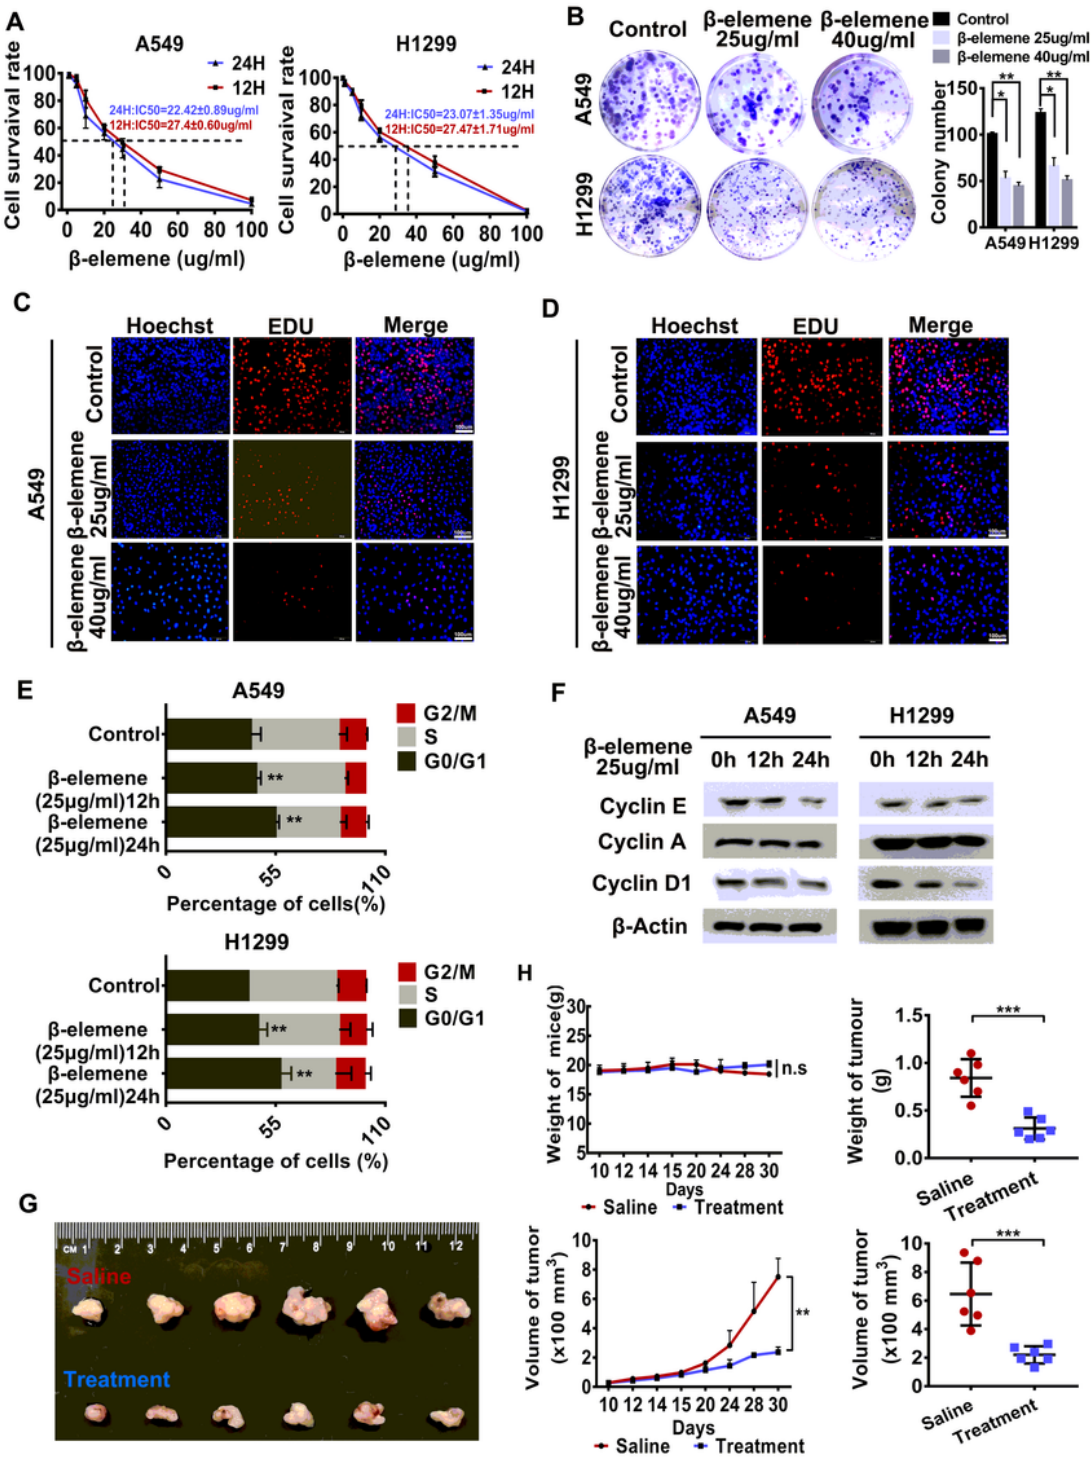 A
A549
Cell survaival rate
100
80
60
40
20
0
24H
12H
24H:IC50=22.42±0.89ug/ml
12H:IC50=27.4±0.60ug/ml
0 20 40 60 80 100
β-elemene (ug/ml)
H1299
Cell survaival rate
100
80
60
40
20
0
24H
12H
24H:IC50=23.07±1.35ug/ml
12H:IC50=27.47±1.71ug/ml
0 20 40 60 80 100
β-elemene (ug/ml)
B
Control
β-elemene
25ug/ml
β-elemene
40ug/ml
A549
H1299
Control
β-elemene 25ug/ml
β-elemene 40ug/ml
Colony number
150
100
50
0
**
*
**
*
A549 H1299
C
Hoechst EDU Merge
A549
Control
β-elemene
25ug/ml
β-elemene
40ug/ml
100um
100um
100um
D
Hoechst EDU Merge
H1299
Control
β-elemene
25ug/ml
β-elemene
40ug/ml
100um
100um
E
A549
Control
β-elemene
(25μg/ml)12h
β-elemene
(25μg/ml)24h
**
**
G2/M
S
G0/G1
0 55 110
Percentage of cells(%)
H1299
Control
β-elemene
(25μg/ml)12h
β-elemene
(25μg/ml)24h
**
**
G2/M
S
G0/G1
0 55 110
Percentage of cells (%)
F
A549 H1299
β-elemene
25ug/ml
0h 12h 24h 0h 12h 24h
Cyclin E
Cyclin A
Cyclin D1
β-Actin
G
CM 1 2 3 4 5 6 7 8 9 10 11 12
Saline
Treatment
H
Weight of mice(g)
30
25
20
15
10
5
n.s
10 12 14 15 20 24 28 30
Days
Saline Treatment
Weight of tumour
(g)
1.5
1.0
0.5
0.0
***
Saline
Treatment
Volume of tumor
(x100 mm³)
10
8
6
4
2
0
**
10 12 14 15 20 24 28 30
Days
Saline Treatment
Volume of tumor
(x100 mm³)
10
8
6
4
2
0
***
Saline
Treatment